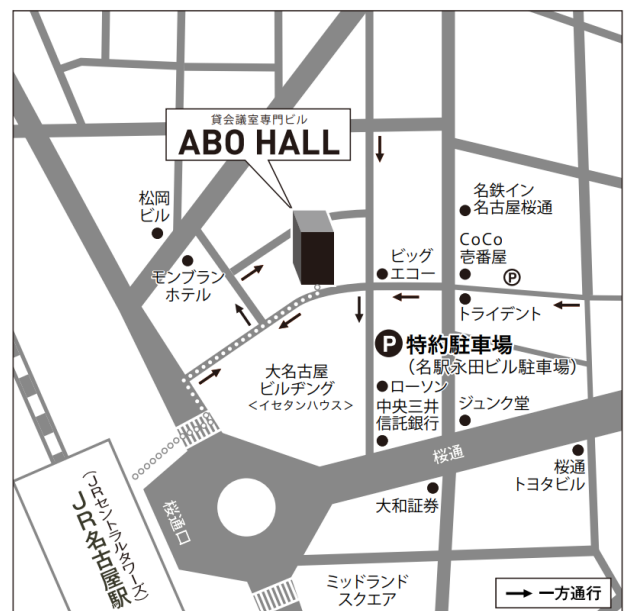 貸会議室専門ビル
ABO HALL
松岡
ビル
モンブラン
ホテル
名鉄イン
名古屋桜通
ビッグ
エコー
CoCo
壱番屋
P
トライデント
P 特約駐車場
(名駅永田ビル駐車場)
大名古屋
ビルヂング
<イセタンハウス>
ローソン
中央三井
信託銀行
ジュンク堂
桜通
桜通
トヨタビル
大和証券
桜通口
(JRセントラルタワーズ)
JR名古屋駅
ミッドランド
スクエア
→ 一方通行